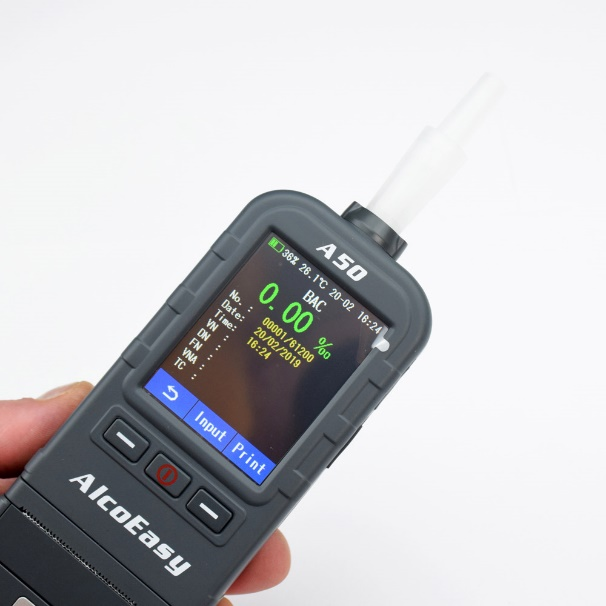 A50
36% 26.1℃ 20-02 16:24
BAC
0.00 ‰
No. : 00001/61200
Date: 20/02/2019
Time: 16:24
VN :
DN :
FN :
VNA :
TC :
Input Print
AlcoEasy